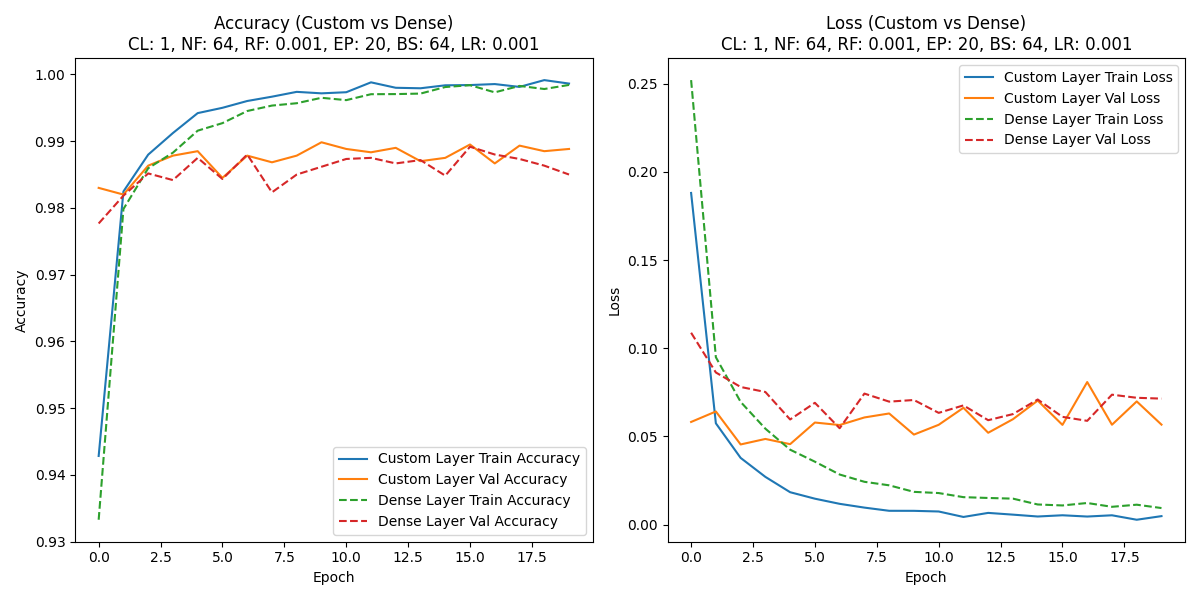 Accuracy (Custom vs Dense)
CL: 1, NF: 64, RF: 0.001, EP: 20, BS: 64, LR: 0.001
1.00
0.99
0.98
0.97
0.96
0.95
0.94
0.93
Accuracy
0.0 2.5 5.0 7.5 10.0 12.5 15.0 17.5
Epoch
Custom Layer Train Accuracy
Custom Layer Val Accuracy
Dense Layer Train Accuracy
Dense Layer Val Accuracy
Loss (Custom vs Dense)
CL: 1, NF: 64, RF: 0.001, EP: 20, BS: 64, LR: 0.001
0.25
0.20
0.15
0.10
0.05
0.00
Loss
0.0 2.5 5.0 7.5 10.0 12.5 15.0 17.5
Epoch
Custom Layer Train Loss
Custom Layer Val Loss
Dense Layer Train Loss
Dense Layer Val Loss